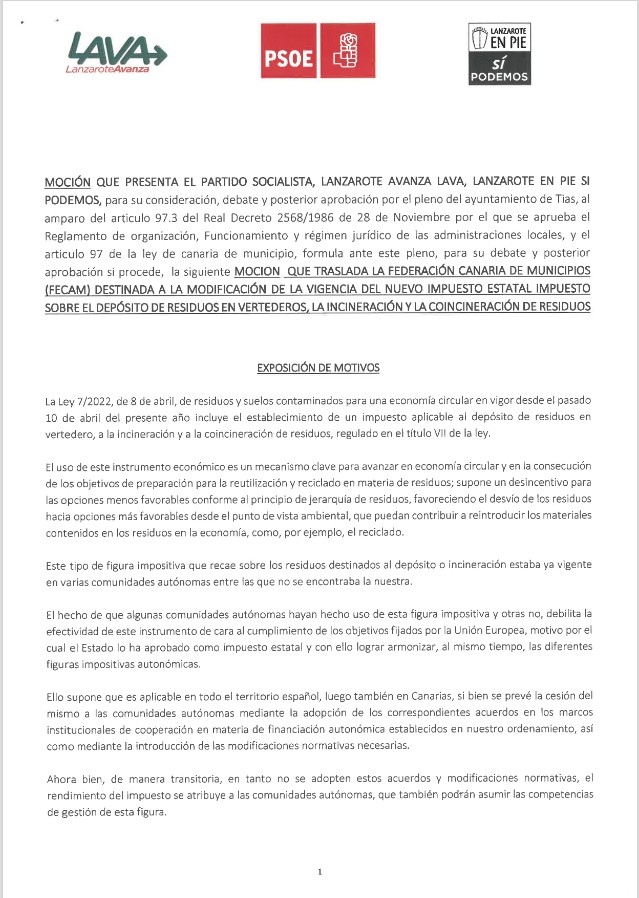 LAVA
LanzaroteAvanza
PSOE
LANZAROTE
EN PIE
sí
PODEMOS
MOCIÓN QUE PRESENTA EL PARTIDO SOCIALISTA, LANZAROTE AVANZA LAVA, LANZAROTE EN PIE SI
PODEMOS, para su consideración, debate y posterior aprobación por el pleno del ayuntamiento de Tias, al
amparo del articulo 97.3 del Real Decreto 2568/1986 de 28 de Noviembre por el que se aprueba el
Reglamento de organización, Funcionamiento y régimen jurídico de las administraciones locales, y el
articulo 97 de la ley de canaria de municipio, formula ante este pleno, para su debate y posterior
aprobación si procede, la siguiente MOCION QUE TRASLADA LA FEDERACIÓN CANARIA DE MUNICIPIOS
(FECAM) DESTINADA A LA MODIFICACIÓN DE LA VIGENCIA DEL NUEVO IMPUESTO ESTATAL IMPUESTO
SOBRE EL DEPÓSITO DE RESIDUOS EN VERTEDEROS, LA INCINERACIÓN Y LA COINCINERACIÓN DE RESIDUOS
EXPOSICIÓN DE MOTIVOS
La Ley 7/2022, de 8 de abril, de residuos y suelos contaminados para una economía circular en vigor desde el pasado
10 de abril del presente año incluye el establecimiento de un impuesto aplicable al depósito de residuos en
vertedero, a la incineración y a la coincineración de residuos, regulado en el título VII de la ley.
El uso de este instrumento económico es un mecanismo clave para avanzar en economía circular y en la consecución
de los objetivos de preparación para la reutilización y reciclado en materia de residuos; supone un desincentivo para
las opciones menos favorables conforme al principio de jerarquía de residuos, favoreciendo el desvío de los residuos
hacia opciones más favorables desde el punto de vista ambiental, que puedan contribuir a reintroducir los materiales
contenidos en los residuos en la economía, como, por ejemplo, el reciclado.
Este tipo de figura impositiva que recae sobre los residuos destinados al depósito o incineración estaba ya vigente
en varias comunidades autónomas entre las que no se encontraba la nuestra.
El hecho de que algunas comunidades autónomas hayan hecho uso de esta figura impositiva y otras no, debilita la
efectividad de este instrumento de cara al cumplimiento de los objetivos fijados por la Unión Europea, motivo por el
cual el Estado lo ha aprobado como impuesto estatal y con ello lograr armonizar, al mismo tiempo, las diferentes
figuras impositivas autonómicas.
Ello supone que es aplicable en todo el territorio español, luego también en Canarias, si bien se prevé la cesión del
mismo a las comunidades autónomas mediante la adopción de los correspondientes acuerdos en los marcos
institucionales de cooperación en materia de financiación autonómica establecidos en nuestro ordenamiento, así
como mediante la introducción de las modificaciones normativas necesarias.
Ahora bien, de manera transitoria, en tanto no se adopten estos acuerdos y modificaciones normativas, el
rendimiento del impuesto se atribuye a las comunidades autónomas, que también podrán asumir las competencias
de gestión de esta figura.
1